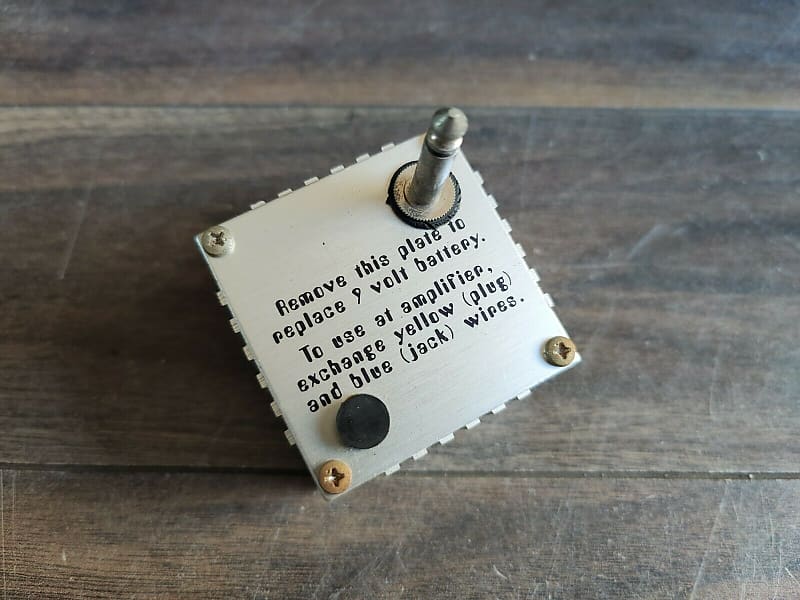 Remove this plate to
replace 9 volt battery.
To use at amplifier,
exchange yellow (plug)
and blue (jack) wires.